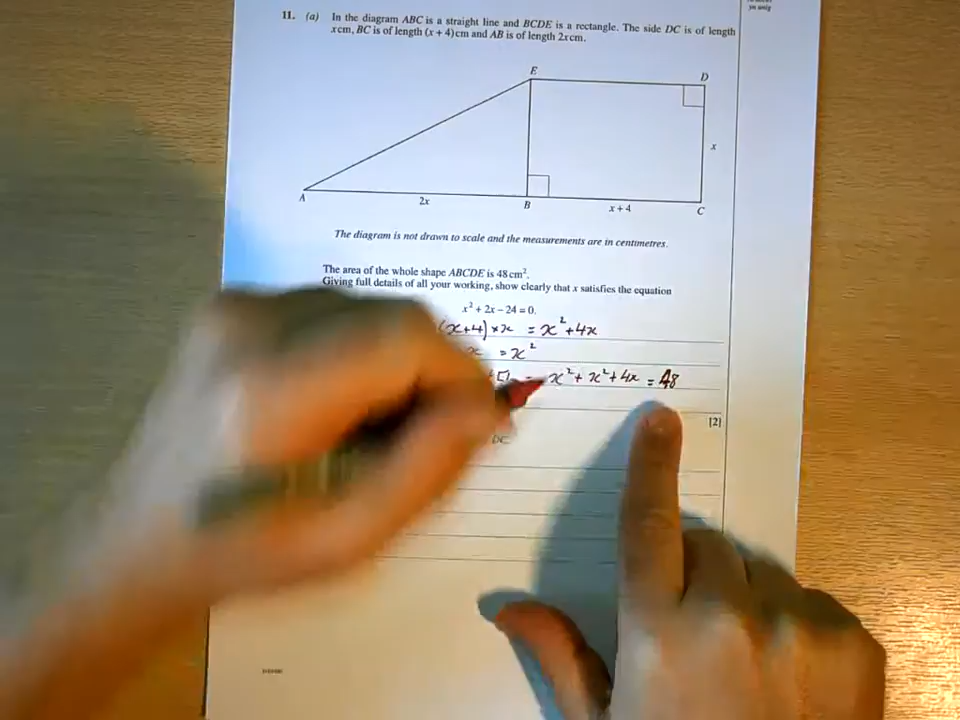 yn unig
11. (a) In the diagram ABC is a straight line and BCDE is a rectangle. The side DC is of length
x cm, BC is of length (x + 4) cm and AB is of length 2x cm.
E
D
x
A
2x
B
x + 4
C
The diagram is not drawn to scale and the measurements are in centimetres.
The area of the whole shape ABCDE is 48 cm².
Giving full details of all your working, show clearly that x satisfies the equation
x² + 2x − 24 = 0.
(x+4) × x = x² + 4x
x = x²
x² + x² + 4x = 48
[2]
DC